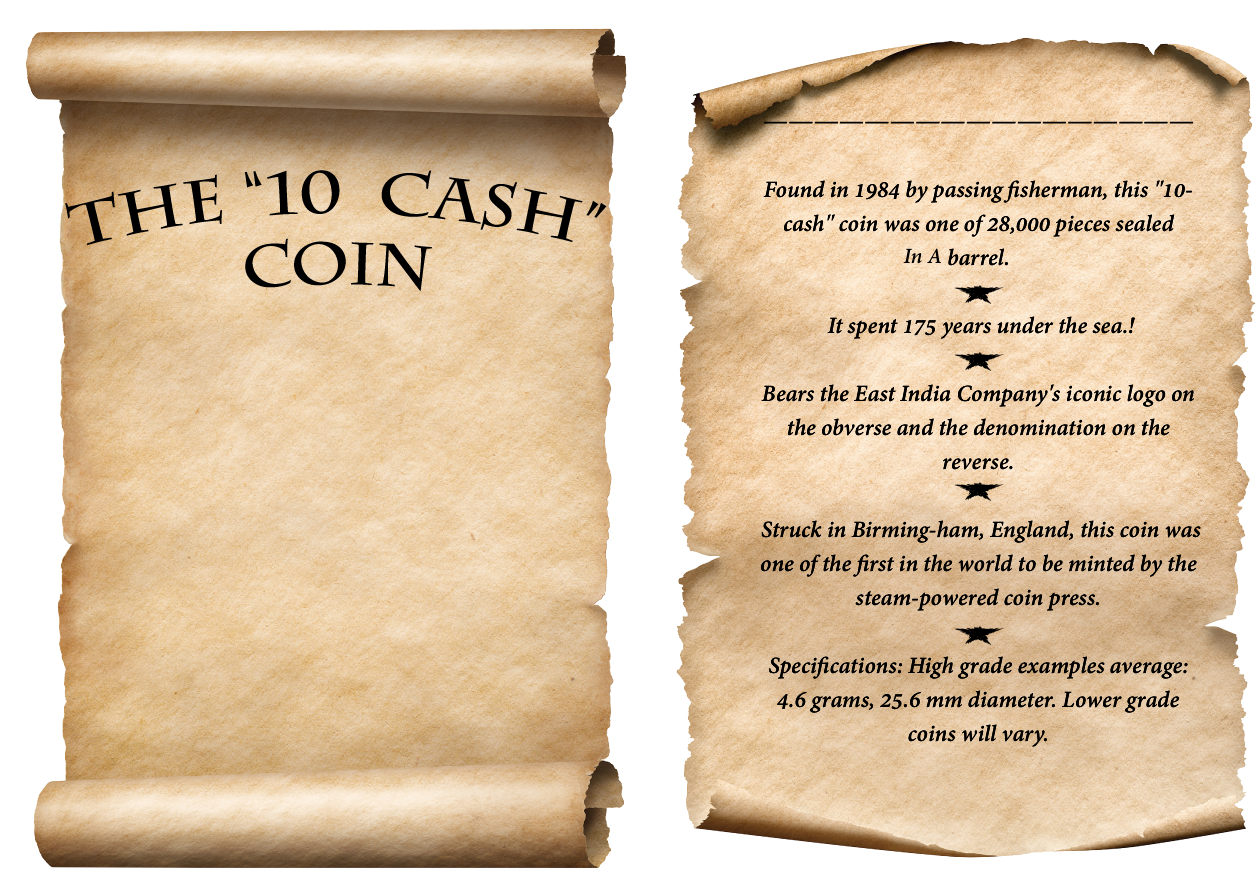 THE "10 CASH"
COIN
Found in 1984 by passing fisherman, this "10-
cash" coin was one of 28,000 pieces sealed
In A barrel.
It spent 175 years under the sea.!
Bears the East India Company's iconic logo on
the obverse and the denomination on the
reverse.
Struck in Birming-ham, England, this coin was
one of the first in the world to be minted by the
steam-powered coin press.
Specifications: High grade examples average:
4.6 grams, 25.6 mm diameter. Lower grade
coins will vary.